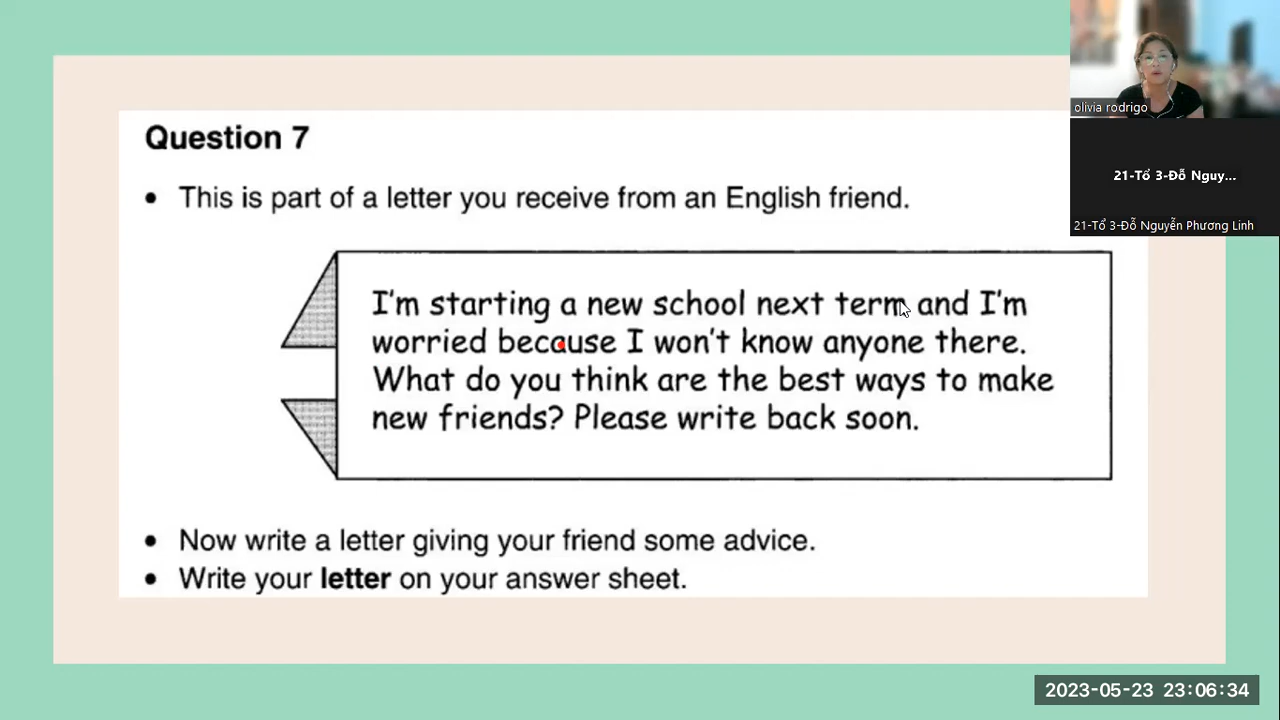 Question 7
• This is part of a letter you receive from an English friend.
I'm starting a new school next term and I'm
worried because I won't know anyone there.
What do you think are the best ways to make
new friends? Please write back soon.
• Now write a letter giving your friend some advice.
• Write your letter on your answer sheet.
olivia rodrigo
21-Tổ 3-Đỗ Nguy...
21-Tổ 3-Đỗ Nguyễn Phương Linh
2023-05-23 23:06:34